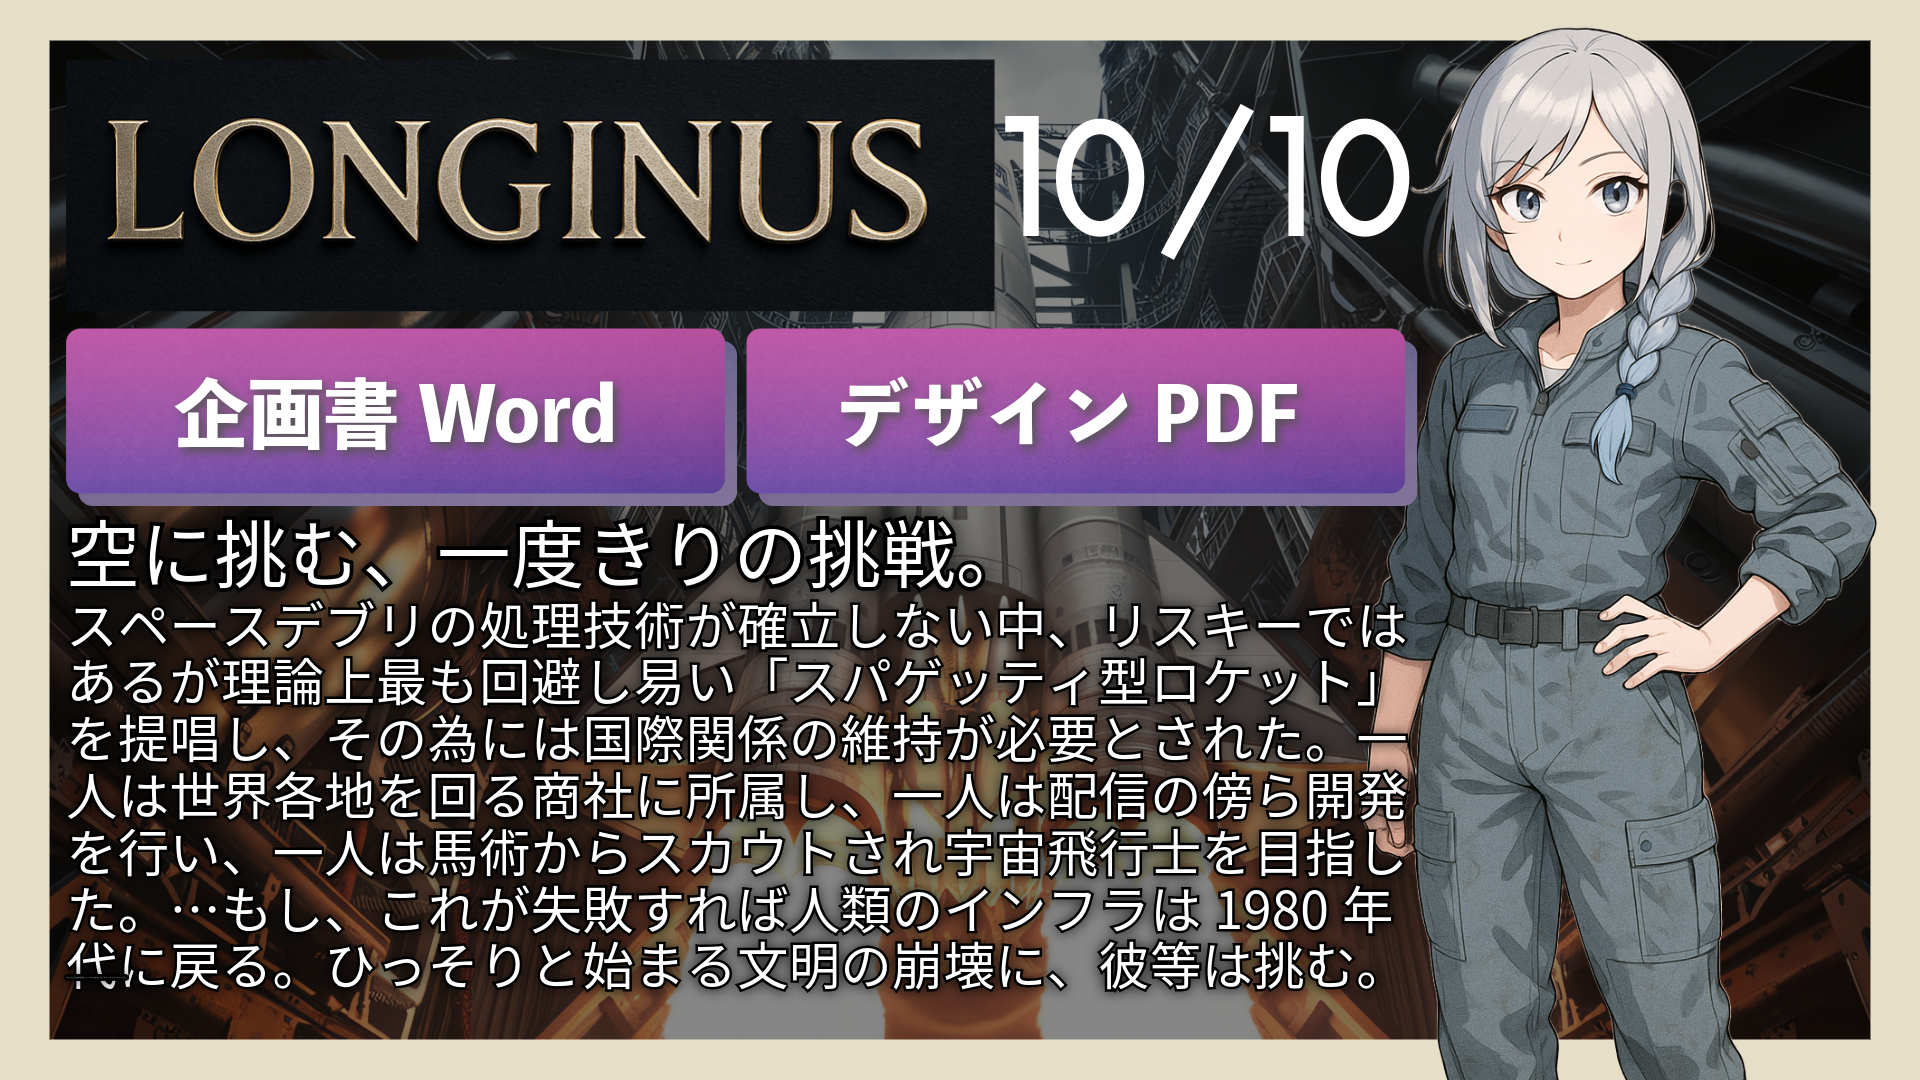 LONGINUS
10/10
企画書 Word
デザイン PDF
空に挑む、一度きりの挑戦。
スペースデブリの処理技術が確立しない中、リスキーでは
あるが理論上最も回避し易い「スパゲッティ型ロケット」
を提唱し、その為には国際関係の維持が必要とされた。一
人は世界各地を回る商社に所属し、一人は配信の傍ら開発
を行い、一人は馬術からスカウトされ宇宙飛行士を目指し
た。…もし、これが失敗すれば人類のインフラは 1980 年
代に戻る。ひっそりと始まる文明の崩壊に、彼等は挑む。